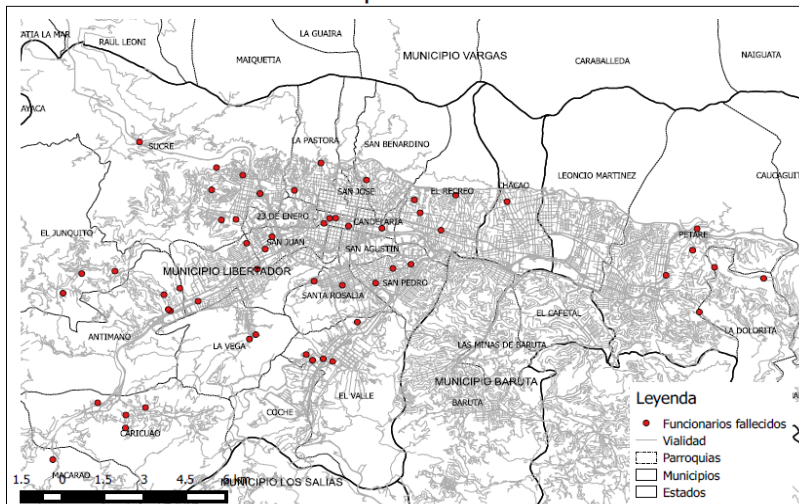 LA GUAIRA
ATIA LA MAR
RAUL LEONI
MAIQUETIA
MUNICIPIO VARGAS
CARABALLEDA
NAIGUATA
AYACA
SUCRE
LA PASTORA
SAN BENARDINO
SAN JOSE
EL RECREO
CHACAO
LEONCIO MARTINEZ
CAUCAGUIT
23 DE ENERO
CANDELARIA
EL JUNQUITO
SAN JUAN
SAN AGUSTIN
PETARE
MUNICIPIO LIBERTADOR
SANTA ROSALIA
SAN PEDRO
EL CAFETAL
LA DOLORITA
ANTIMANO
LA VEGA
LAS MINAS DE BARUTA
MUNICIPIO BARUTA
EL VALLE
BARUTA
COCHE
CARICUAO
MACARAO
MUNICIPIO LOS SALIAS
1.5 0 1.5 3 4.5 6 km
Leyenda
Funcionarios fallecidos
Vialidad
Parroquias
Municipios
Estados